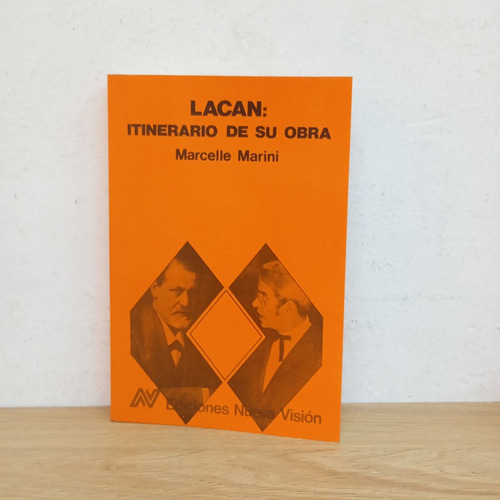 LACAN:
ITINERARIO DE SU OBRA
Marcelle Marini
Ediciones Nueva Visión